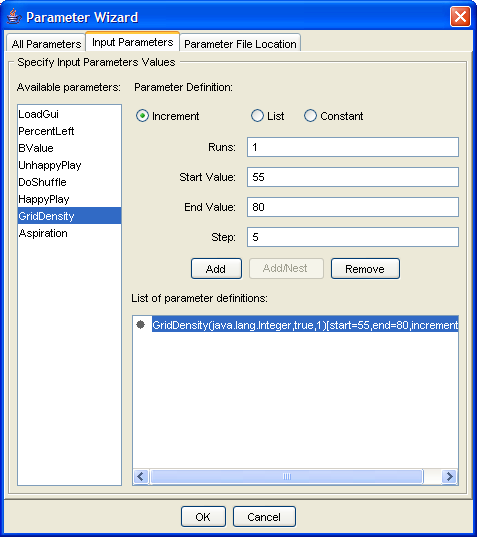 Parameter Wizard
All Parameters
Input Parameters
Parameter File Location
Specify Input Parameters Values
Available parameters:
LoadGui
PercentLeft
BValue
UnhappyPlay
DoShuffle
HappyPlay
GridDensity
Aspiration
Parameter Definition:
Increment
List
Constant
Runs: 1
Start Value: 55
End Value: 80
Step: 5
Add
Add/Nest
Remove
List of parameter definitions:
GridDensity(java.lang.Integer,true,1)[start=55,end=80,increment
OK
Cancel